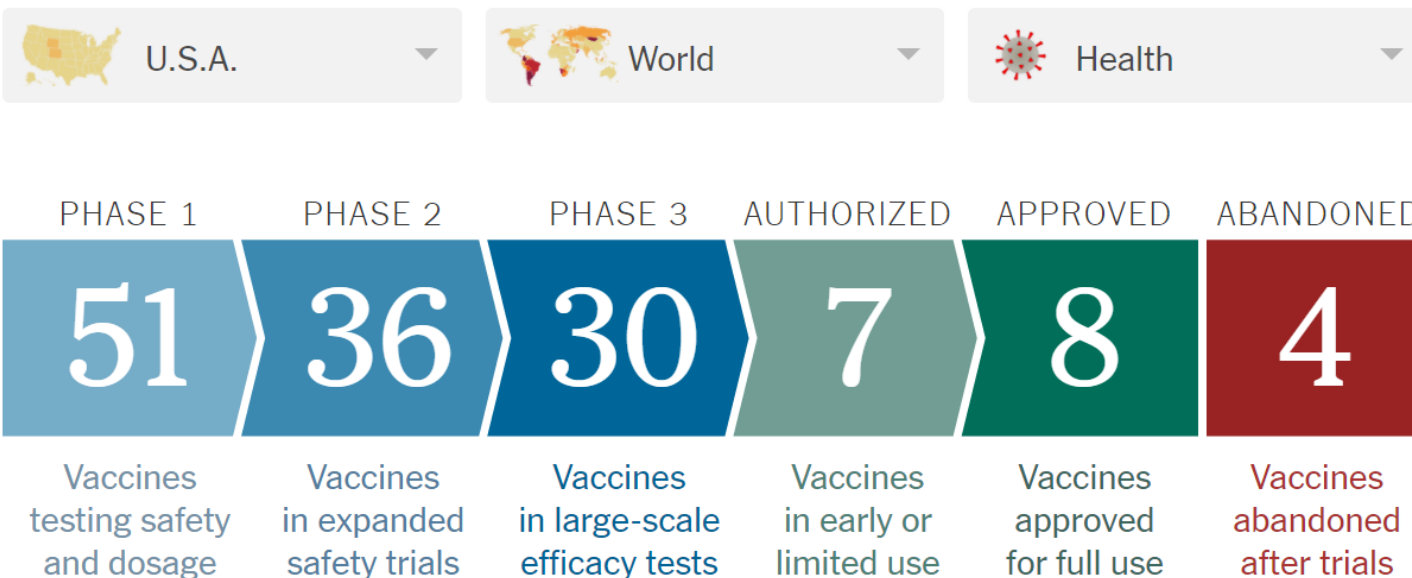 U.S.A.
World
Health
PHASE 1
PHASE 2
PHASE 3
AUTHORIZED
APPROVED
ABANDONED
51
36
30
7
8
4
Vaccines
testing safety
and dosage
Vaccines
in expanded
safety trials
Vaccines
in large-scale
efficacy tests
Vaccines
in early or
limited use
Vaccines
approved
for full use
Vaccines
abandoned
after trials